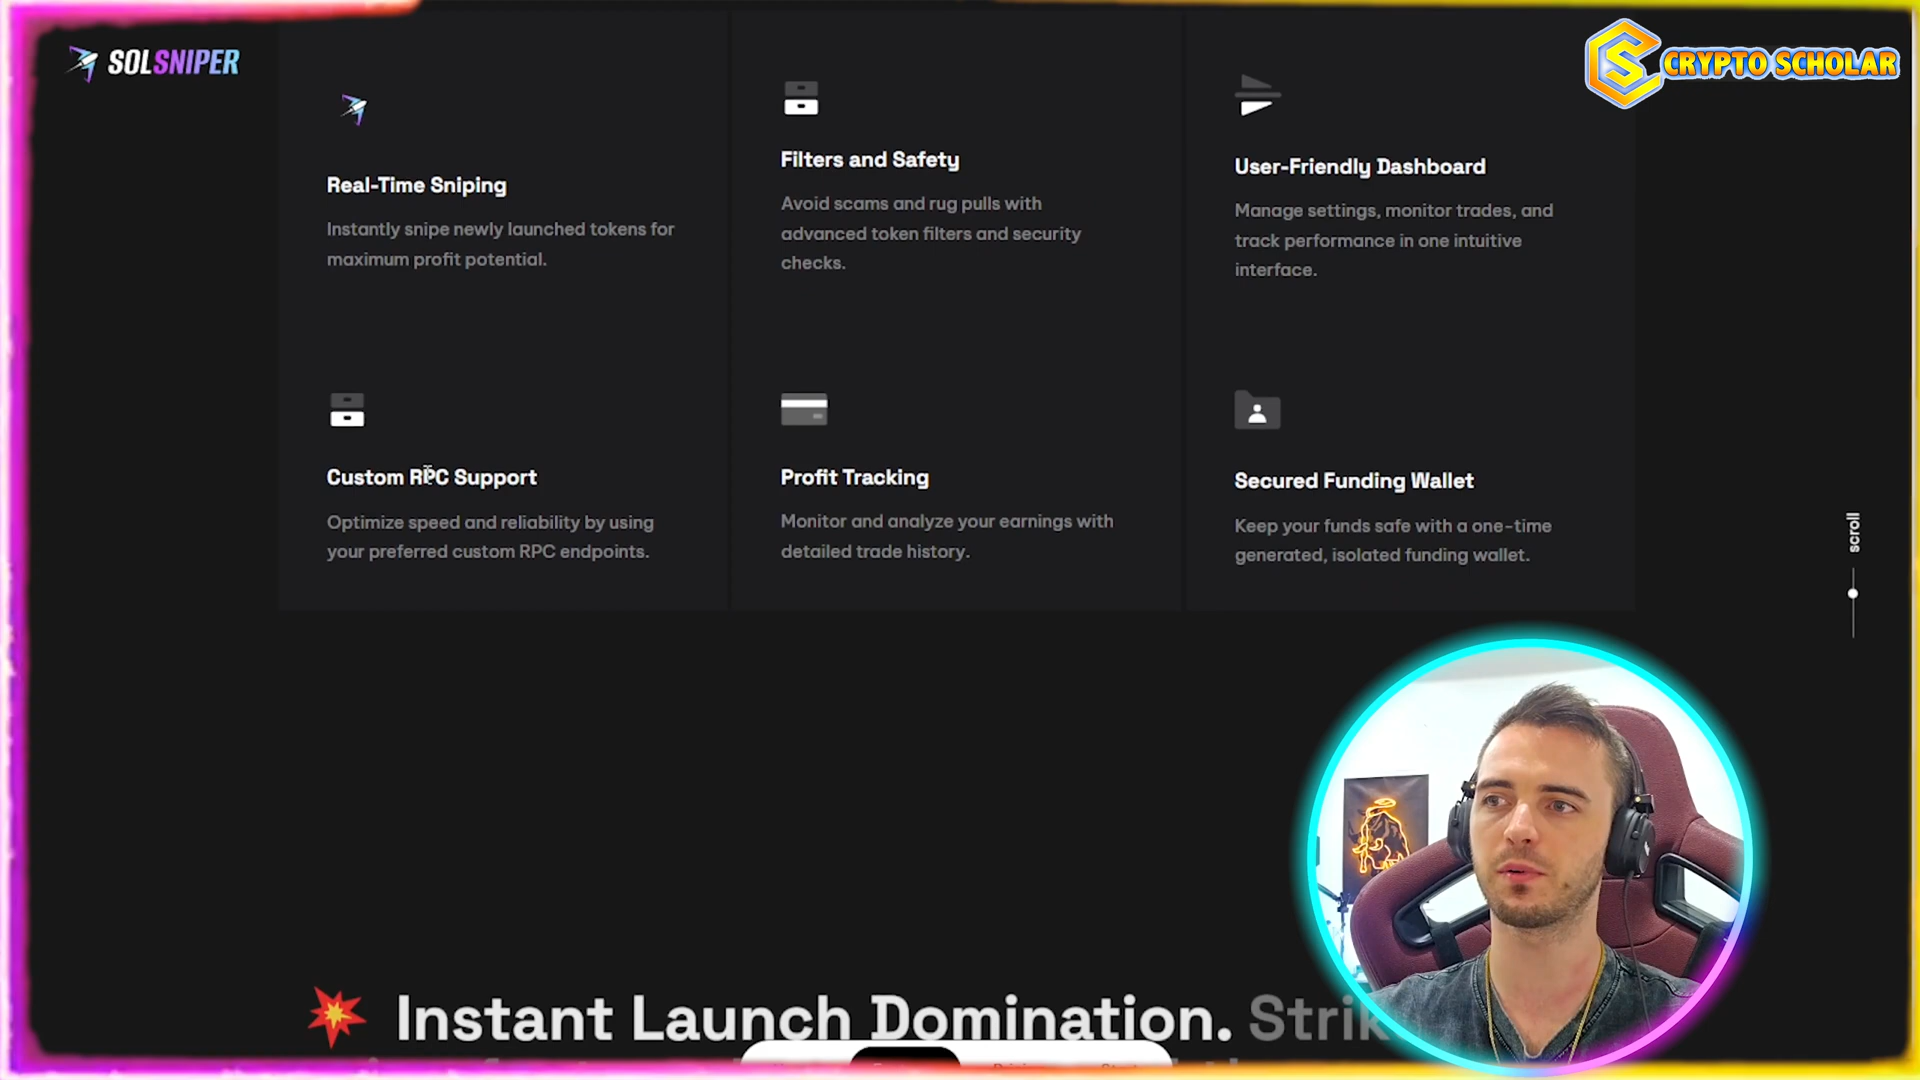 SOLSNIPER
CRYPTO SCHOLAR
Real-Time Sniping
Instantly snipe newly launched tokens for
maximum profit potential.
Filters and Safety
Avoid scams and rug pulls with
advanced token filters and security
checks.
User-Friendly Dashboard
Manage settings, monitor trades, and
track performance in one intuitive
interface.
Custom RPC Support
Optimize speed and reliability by using
your preferred custom RPC endpoints.
Profit Tracking
Monitor and analyze your earnings with
detailed trade history.
Secured Funding Wallet
Keep your funds safe with a one-time
generated, isolated funding wallet.
scroll
Instant Launch Domination.